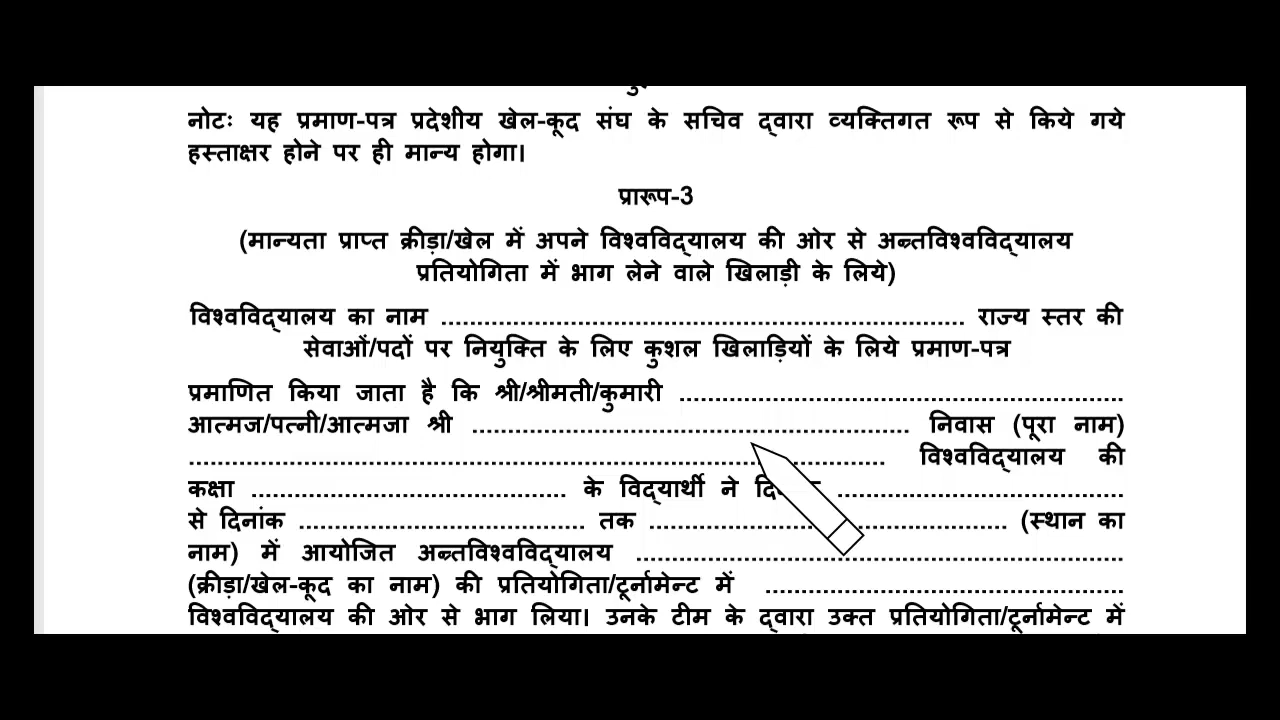 नोटः यह प्रमाण-पत्र प्रदेशीय खेल-कूद संघ के सचिव द्वारा व्यक्तिगत रूप से किये गये
हस्ताक्षर होने पर ही मान्य होगा।
प्रारूप-3
(मान्यता प्राप्त क्रीड़ा/खेल में अपने विश्वविद्यालय की ओर से अन्तविश्वविद्यालय
प्रतियोगिता में भाग लेने वाले खिलाड़ी के लिये)
विश्वविद्यालय का नाम ........................................................................ राज्य स्तर की
सेवाओं/पदों पर नियुक्ति के लिए कुशल खिलाड़ियों के लिये प्रमाण-पत्र
प्रमाणित किया जाता है कि श्री/श्रीमती/कुमारी .............................................................
आत्मज/पत्नी/आत्मजा श्री ............................................................ निवास (पूरा नाम)
................................................................................................ विश्वविद्यालय की
कक्षा ........................................... के विद्यार्थी ने .......................................
से दिनांक ....................................... तक ................................................. (स्थान का
नाम) में आयोजित अन्तविश्वविद्यालय ...................................................................
(क्रीड़ा/खेल-कूद का नाम) की प्रतियोगिता/टूर्नामेन्ट में .................................................
विश्वविद्यालय की ओर से भाग लिया। उनके टीम के द्वारा उक्त प्रतियोगिता/टूर्नामेन्ट में